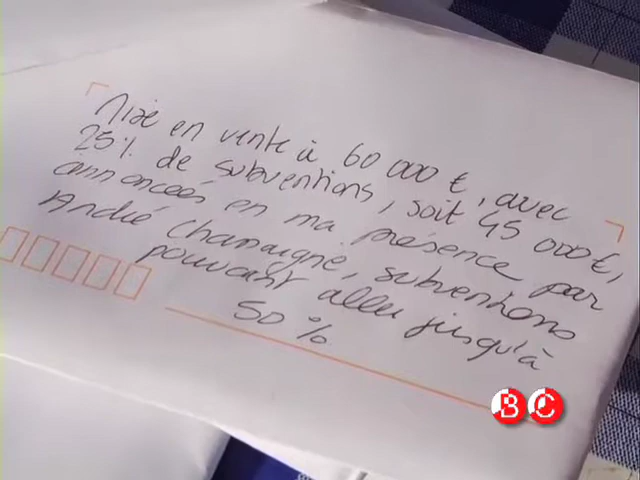 Mise en vente à 60 000 €, avec
25% de subventions, soit 45 000€,
annoncées en ma présence par
André Chassaigne, subventions
pouvant aller jusqu'à
50 %
BC